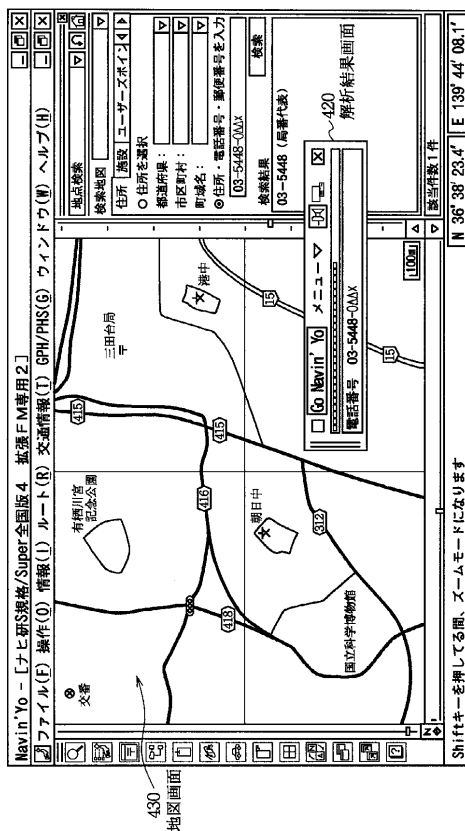 Navin'Yo - [ナビ研S規格/Super全国版4 拡張FM専用2]
ファイル(F) 操作(O) 情報(I) ルート(R) 交通情報(T) GPH/PHS(G) ウィンドウ(W) ヘルプ(H)
地点検索
検索地図
住所 施設 ユーザーズポイン
○住所を選択
都道府県:
市区町村:
町域名:
◎住所・電話番号・郵便番号を入力
03-5448-○△△×
検索
検索結果
03-5448 (局番代表)
該当件数1件
交番
有栖川宮
記念公園
三田台局
港中
朝日中
国立科学博物館
415
415
416
418
312
15
15
100m
N
□ Go Navin' Yo メニュー▽
電話番号 03-5448-○△△×
420
解析結果画面
430
地図画面
Shiftキーを押してる間、ズームモードになります
N 36°38'23.4" E 139°44'08.1"